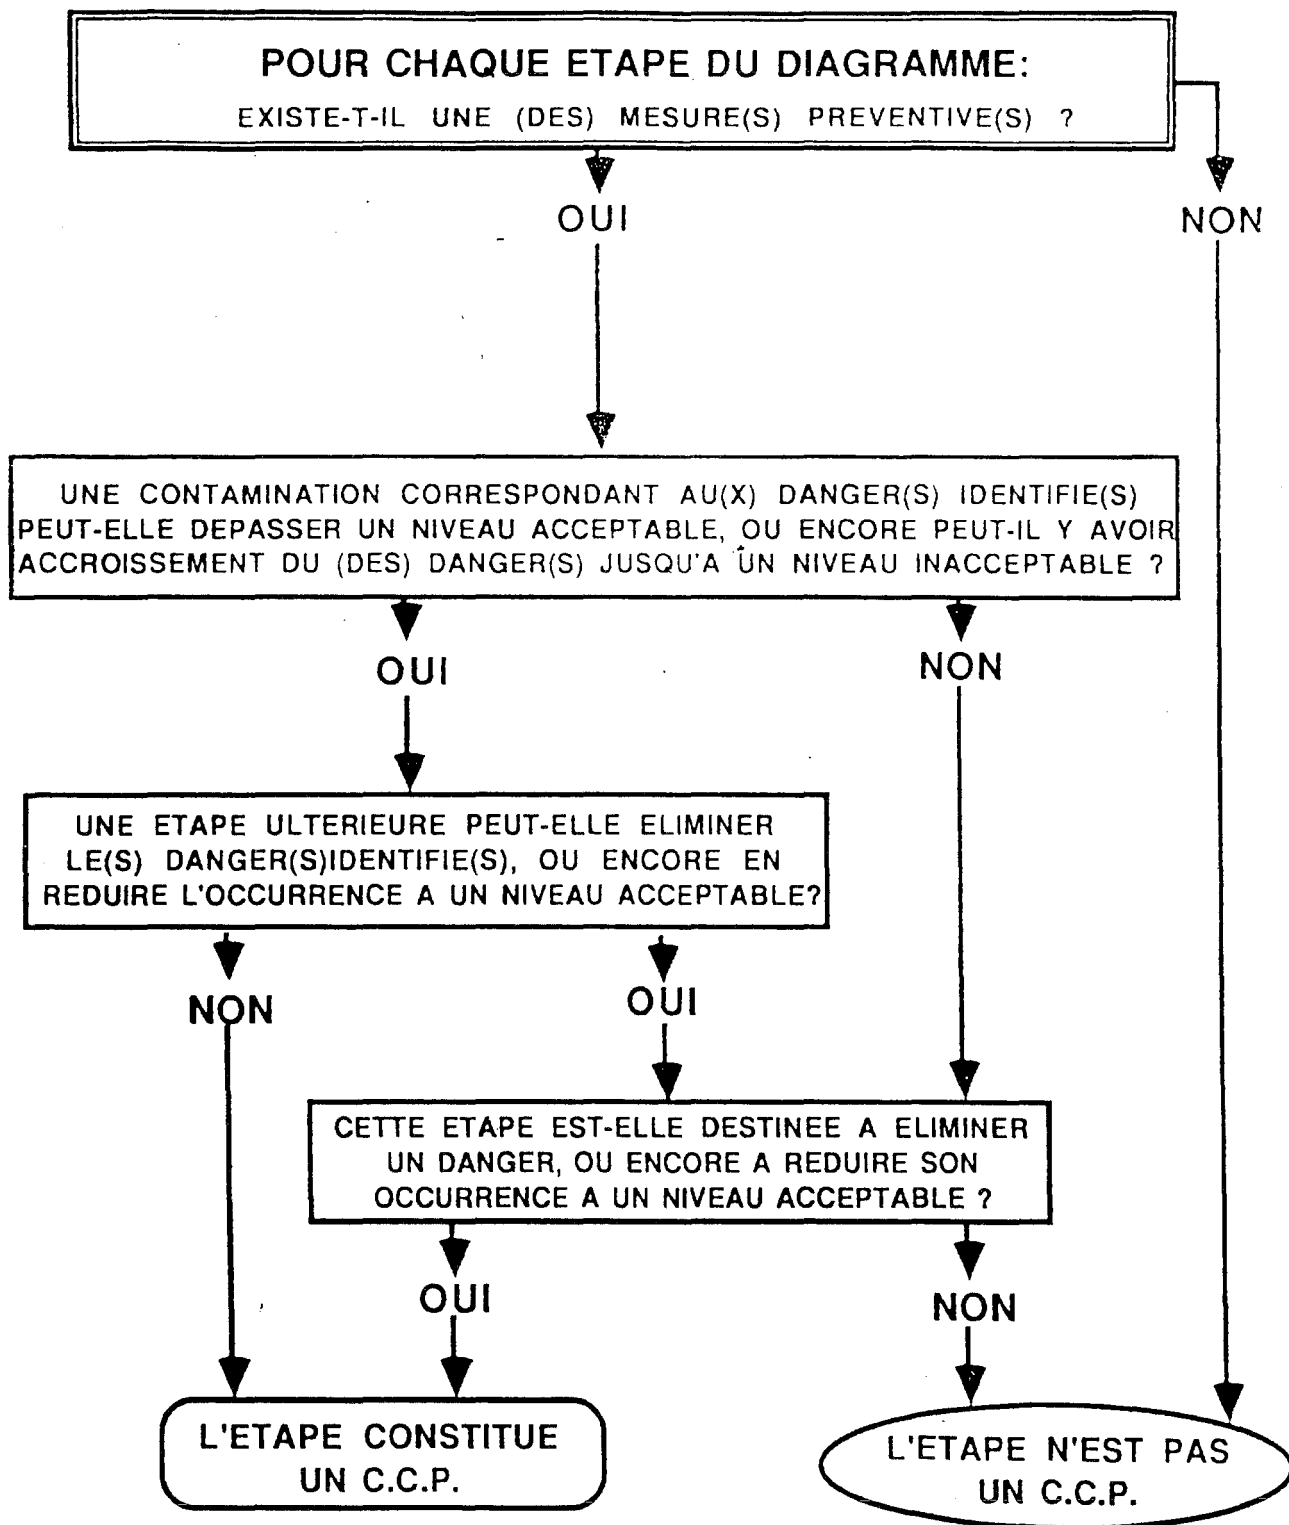 POUR CHAQUE ETAPE DU DIAGRAMME:
EXISTE-T-IL UNE (DES) MESURE(S) PREVENTIVE(S) ?
OUI
NON
UNE CONTAMINATION CORRESPONDANT AU(X) DANGER(S) IDENTIFIE(S)
PEUT-ELLE DEPASSER UN NIVEAU ACCEPTABLE, OU ENCORE PEUT-IL Y AVOIR
ACCROISSEMENT DU (DES) DANGER(S) JUSQU'A UN NIVEAU INACCEPTABLE ?
OUI
NON
UNE ETAPE ULTERIEURE PEUT-ELLE ELIMINER
LE(S) DANGER(S)IDENTIFIE(S), OU ENCORE EN
REDUIRE L'OCCURRENCE A UN NIVEAU ACCEPTABLE?
NON
OUI
CETTE ETAPE EST-ELLE DESTINEE A ELIMINER
UN DANGER, OU ENCORE A REDUIRE SON
OCCURRENCE A UN NIVEAU ACCEPTABLE ?
OUI
NON
L'ETAPE CONSTITUE
UN C.C.P.
L'ETAPE N'EST PAS
UN C.C.P.